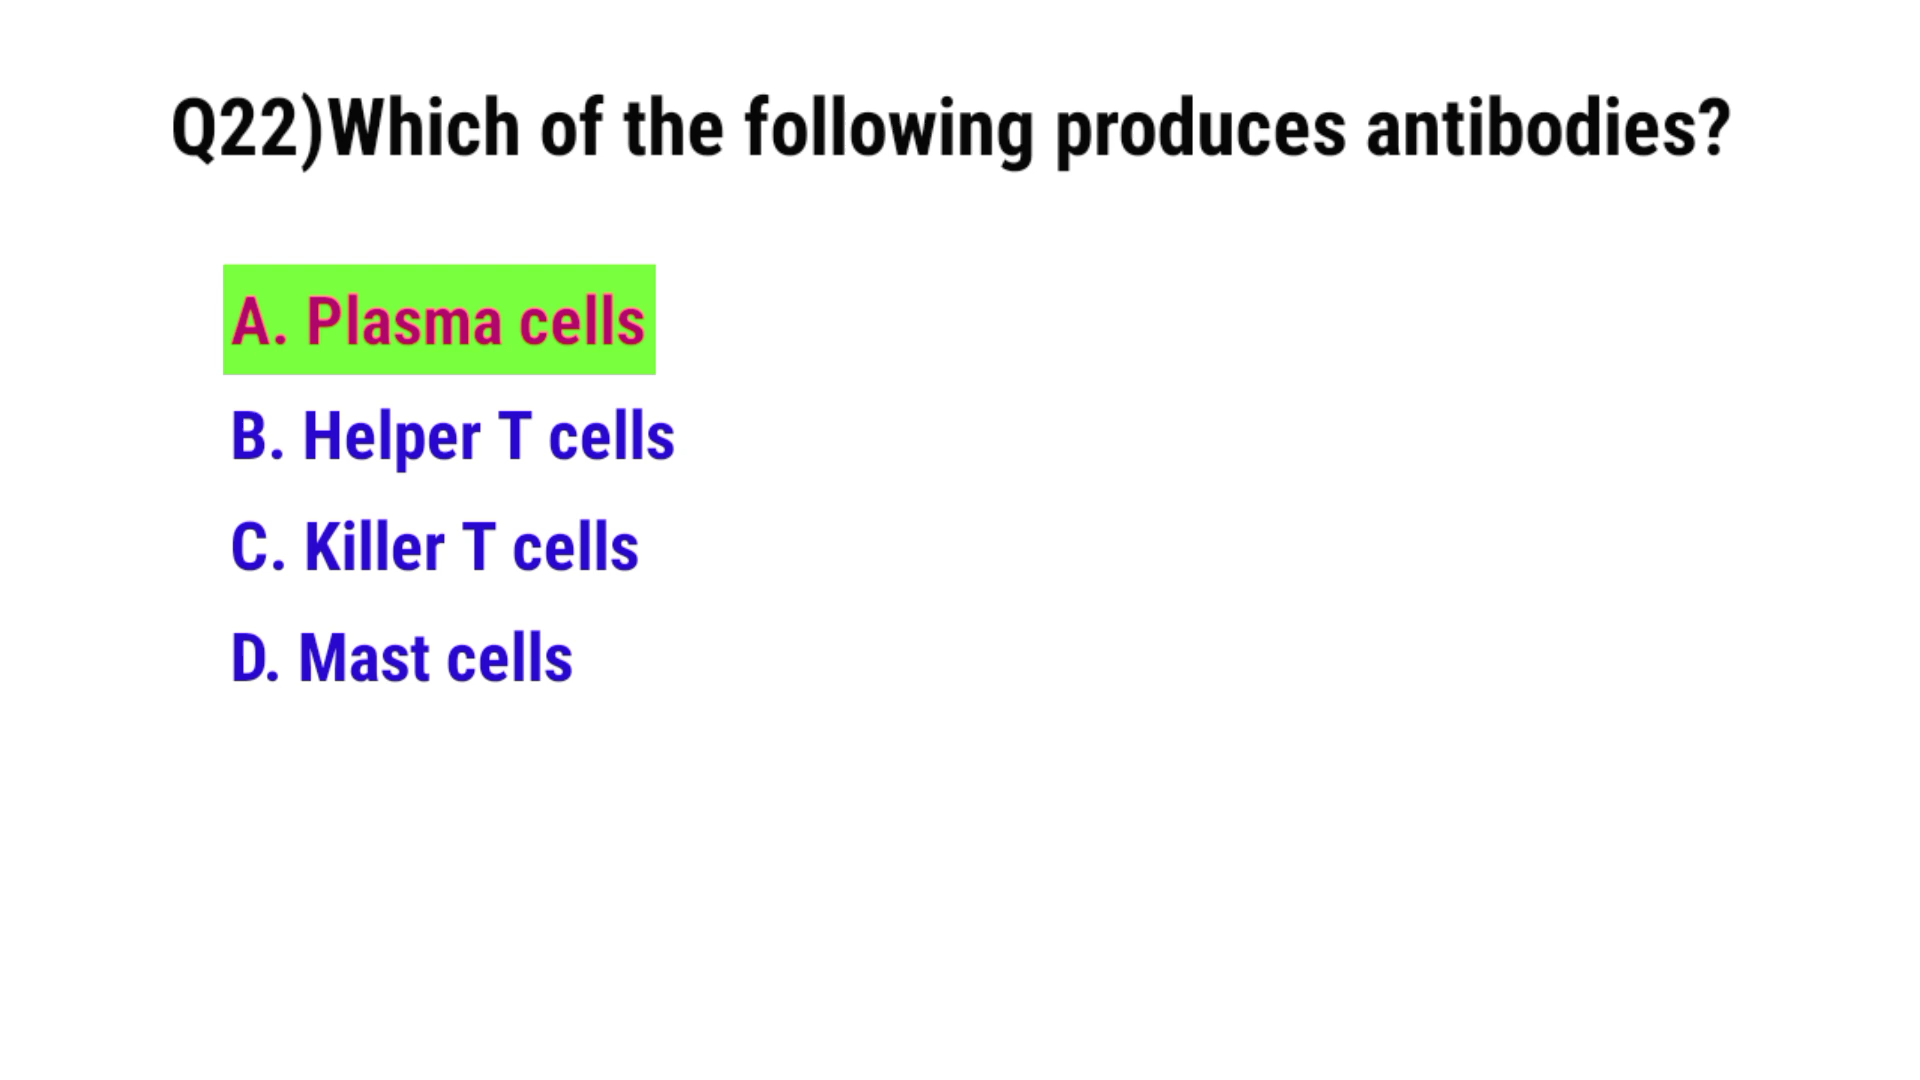 Q22)Which of the following produces antibodies?
A. Plasma cells
B. Helper T cells
C. Killer T cells
D. Mast cells